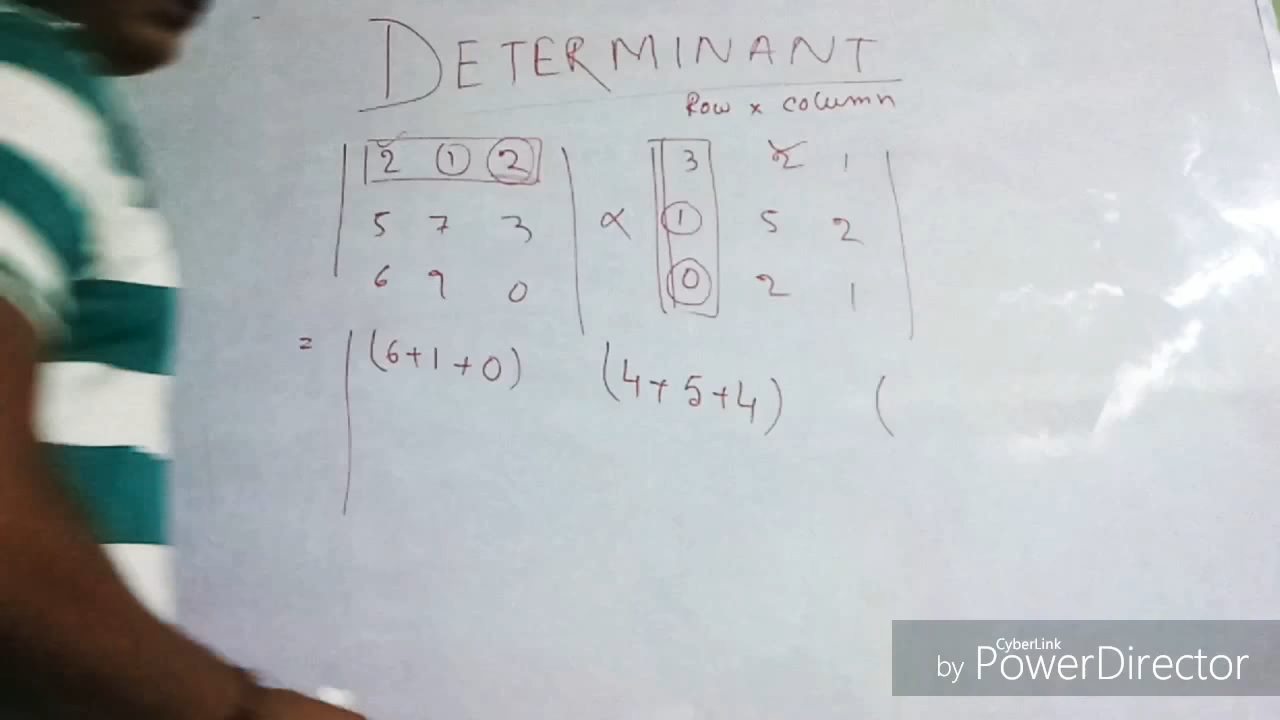 DETERMINANT
Row x column
| 2 1 2 | x | 3 2 1 |
| 5 7 3 | | 1 5 2 |
| 6 9 0 | | 0 2 1 |
= | (6+1+0) (4+5+4) (
CyberLink
by PowerDirector